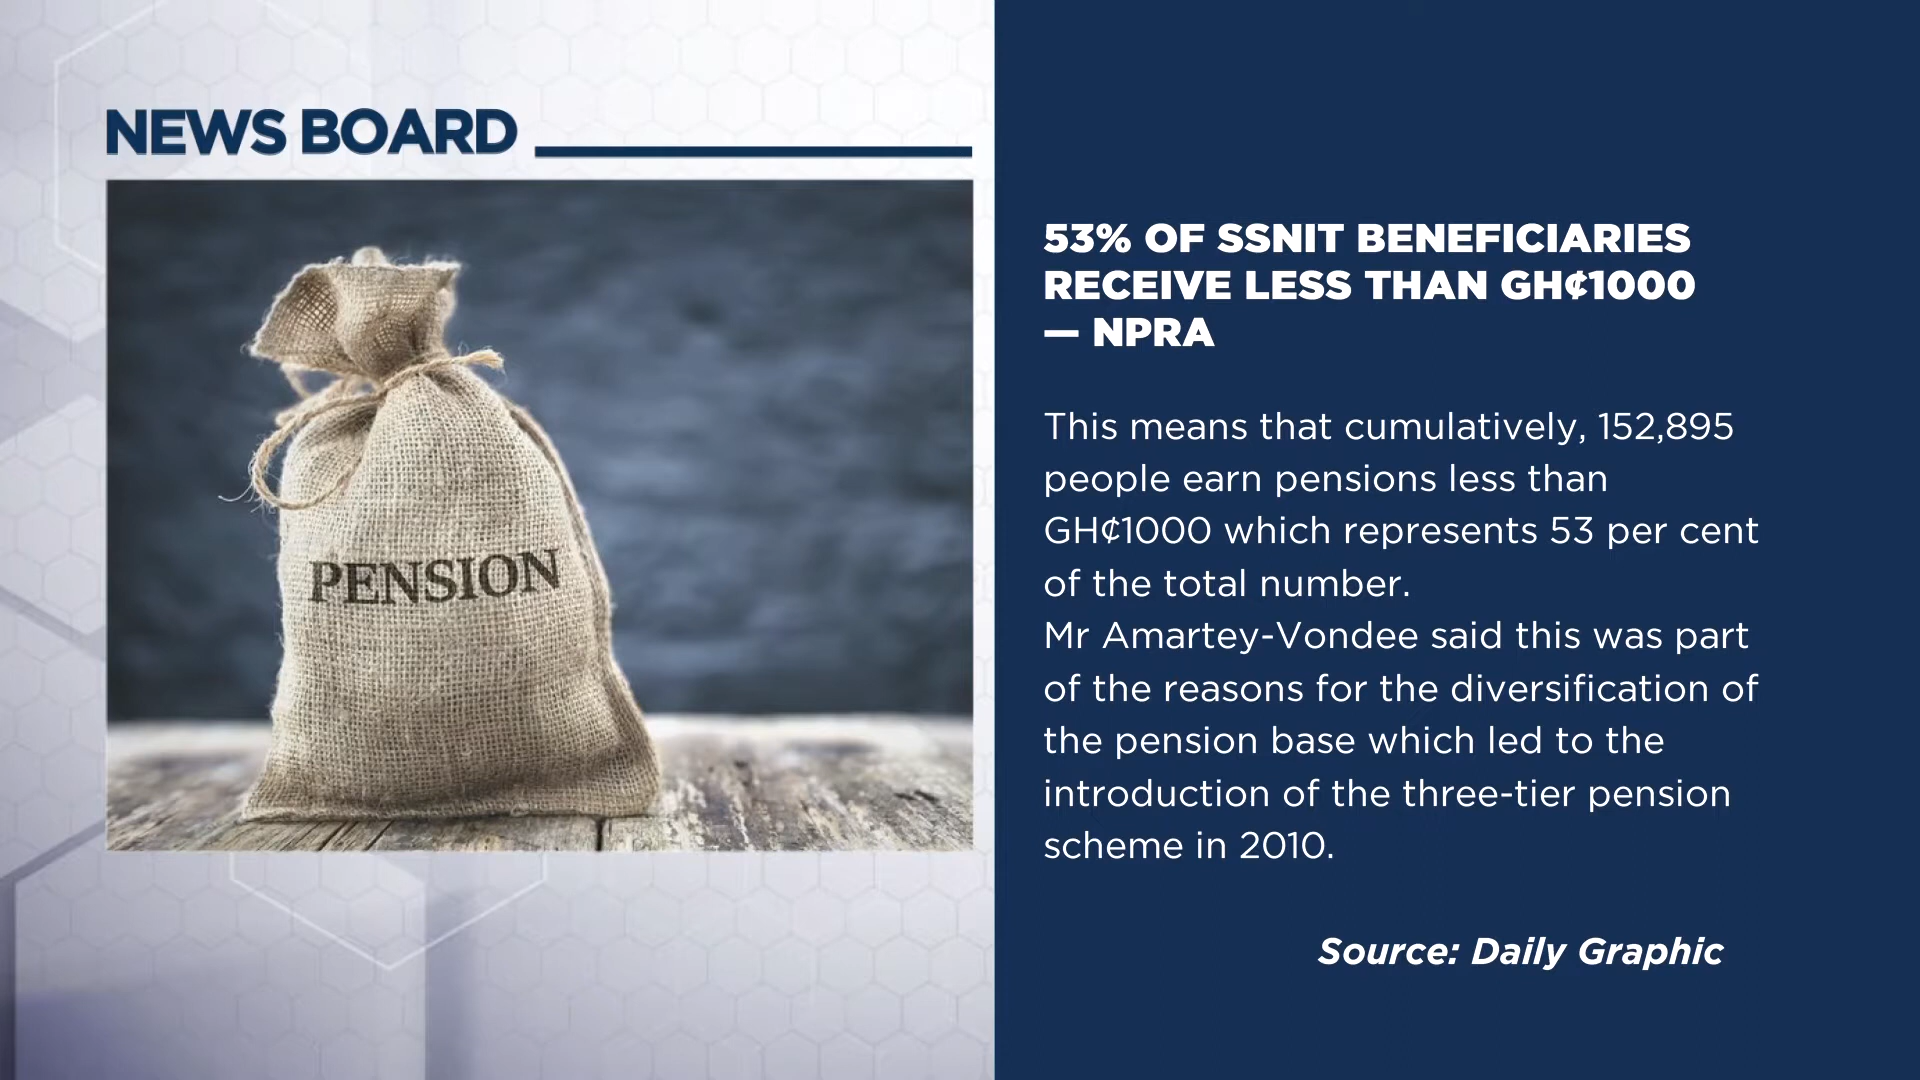 NEWS BOARD
PENSION
53% OF SSNIT BENEFICIARIES
RECEIVE LESS THAN GH¢1000
— NPRA
This means that cumulatively, 152,895
people earn pensions less than
GH¢1000 which represents 53 per cent
of the total number.
Mr Amartey-Vondee said this was part
of the reasons for the diversification of
the pension base which led to the
introduction of the three-tier pension
scheme in 2010.
Source: Daily Graphic